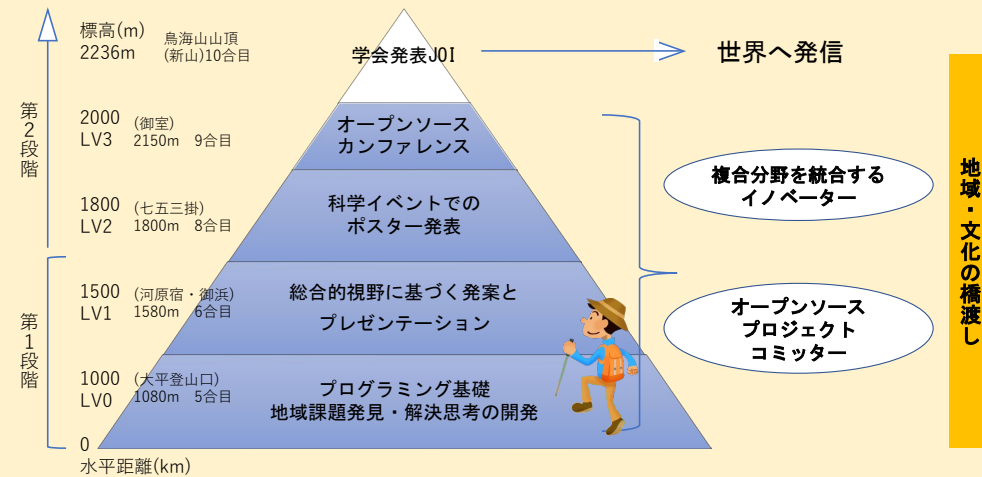 標高(m)
2236m
鳥海山山頂
(新山)10合目
学会発表JOI
世界へ発信
第2段階
2000
LV3
(御室)
2150m 9合目
オープンソース
カンファレンス
1800
LV2
(七五三掛)
1800m 8合目
科学イベントでの
ポスター発表
複合分野を統合する
イノベーター
地域・文化の橋渡し
第1段階
1500
LV1
(河原宿・御浜)
1580m 6合目
総合的視野に基づく発案と
プレゼンテーション
オープンソース
プロジェクト
コミッター
1000
LV0
(大平登山口)
1080m 5合目
プログラミング基礎
地域課題発見・解決思考の開発
0
水平距離(km)